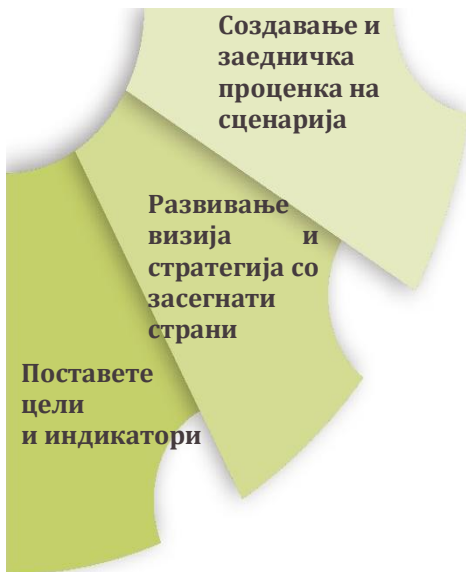 Создавање и
заедничка
проценка на
сценарија
Развивање
визија и
стратегија со
засегнати
страни
Поставете
цели
и индикатори